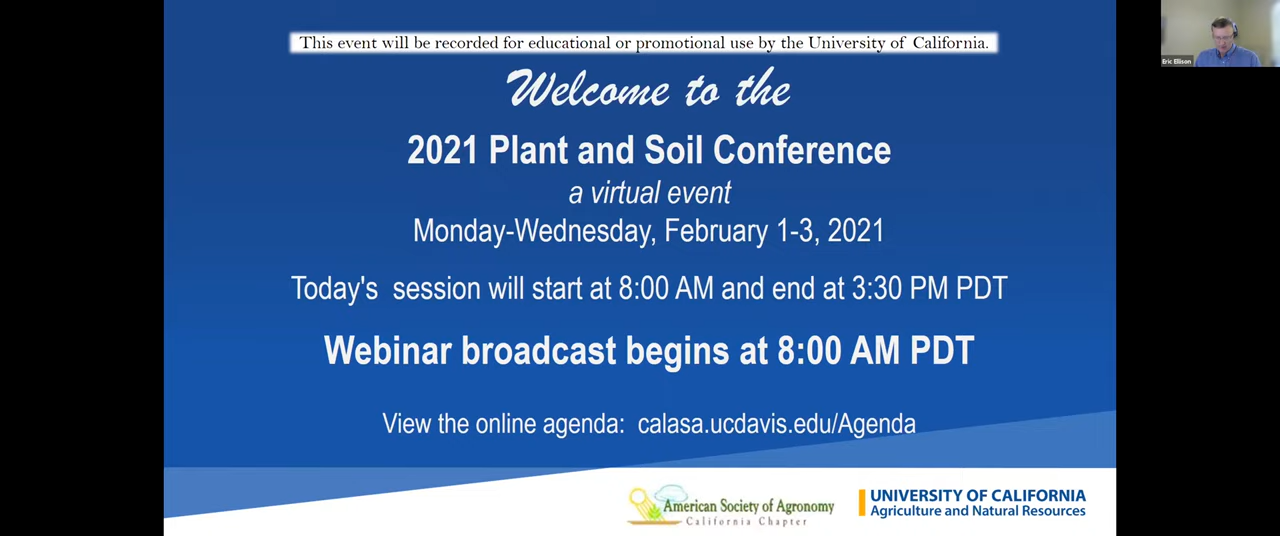 This event will be recorded for educational or promotional use by the University of California.
Eric Ellison
Welcome to the
2021 Plant and Soil Conference
a virtual event
Monday-Wednesday, February 1-3, 2021
Today's session will start at 8:00 AM and end at 3:30 PM PDT
Webinar broadcast begins at 8:00 AM PDT
View the online agenda: calasa.ucdavis.edu/Agenda
American Society of Agronomy
California Chapter
UNIVERSITY OF CALIFORNIA
Agriculture and Natural Resources